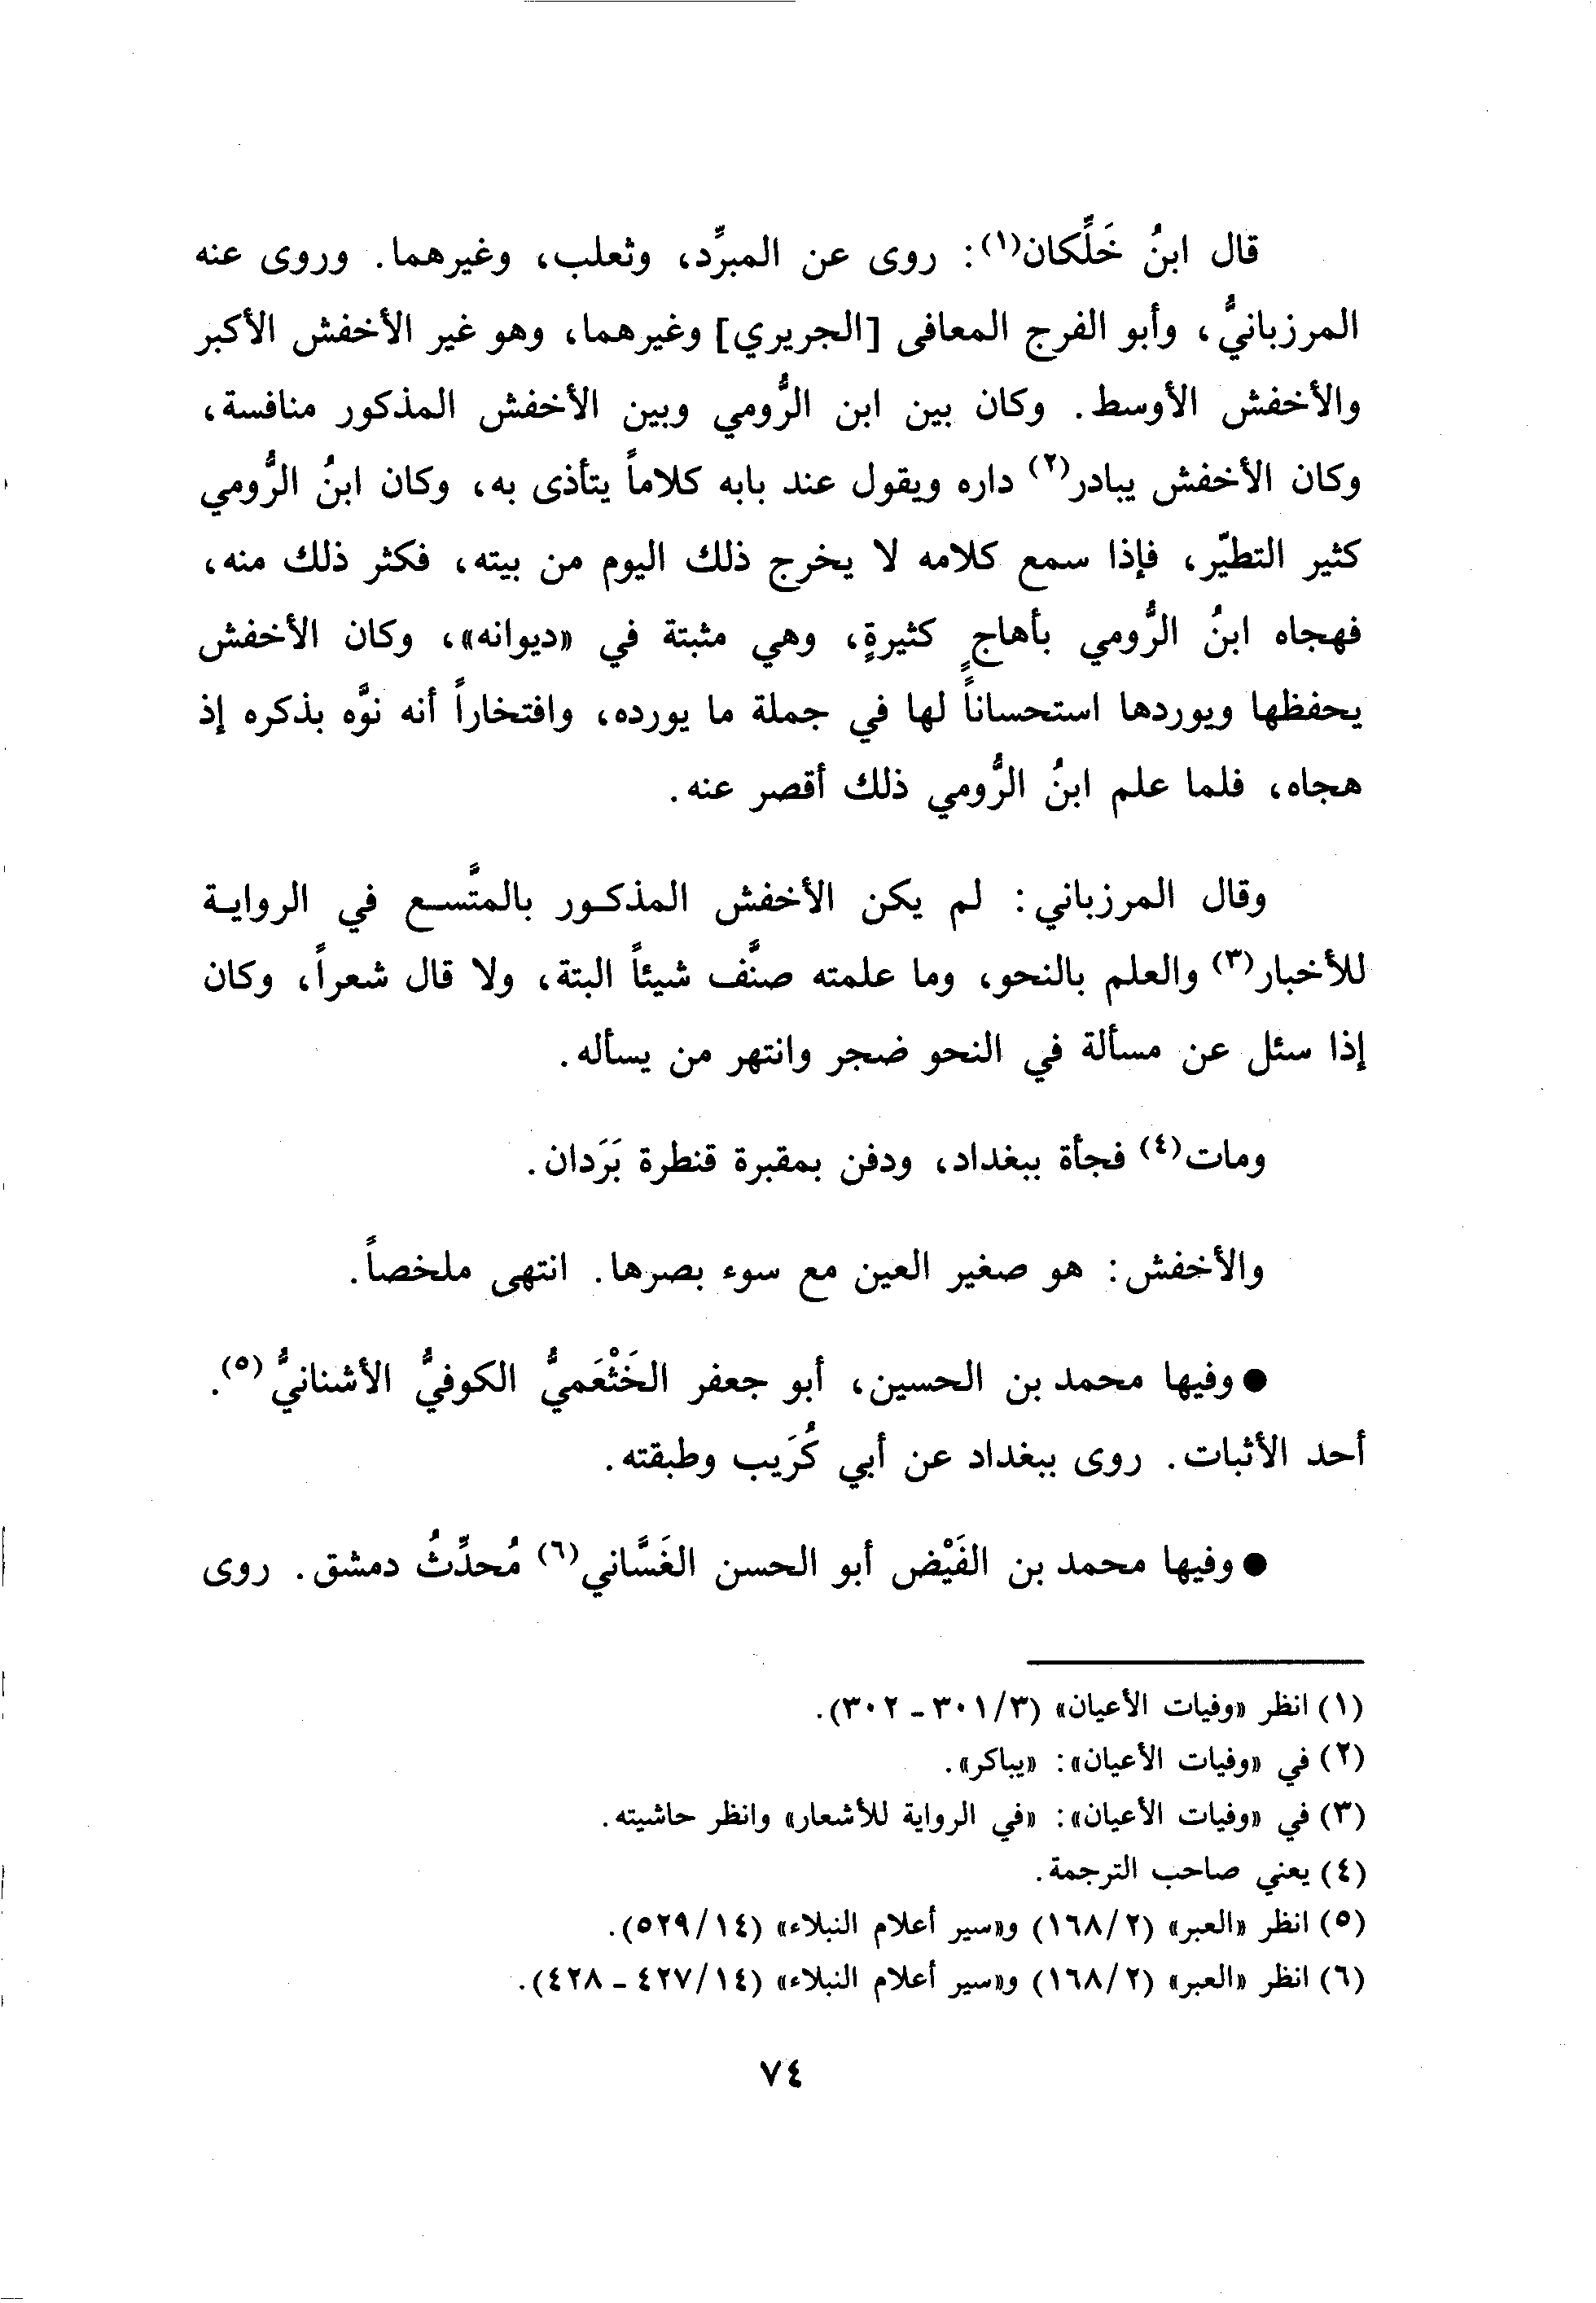 قال ابنُ خَلِّكان(١): روى عن المبرِّد، وثعلب، وغيرهما. وروى عنه
المرزبانيُّ، وأبو الفرج المعافى [الجريري] وغيرهما، وهو غير الأخفش الأكبر
والأخفش الأوسط. وكان بين ابن الرُّومي وبين الأخفش المذكور منافسة،
وكان الأخفش يبادر(٢) داره ويقول عند بابه كلاماً يتأذى به، وكان ابنُ الرُّومي
كثير التطيّر، فإذا سمع كلامه لا يخرج ذلك اليوم من بيته، فكثر ذلك منه،
فهجاه ابنُ الرُّومي بأهاجٍ كثيرةٍ، وهي مثبتة في «ديوانه»، وكان الأخفش
يحفظها ويوردها استحساناً لها في جملة ما يورده، وافتخاراً أنه نوَّه بذكره إذ
هجاه، فلما علم ابنُ الرُّومي ذلك أقصر عنه.
وقال المرزباني: لم يكن الأخفش المذكور بالمتَّسع في الرواية
للأخبار(٣) والعلم بالنحو، وما علمته صنَّف شيئاً البتة، ولا قال شعراً، وكان
إذا سئل عن مسألة في النحو ضجر وانتهر من يسأله.
ومات(٤) فجأة ببغداد، ودفن بمقبرة قنطرة بَرَدان.
والأخفش: هو صغير العين مع سوء بصرها. انتهى ملخصاً.
● وفيها محمد بن الحسين، أبو جعفر الخَثْعَميُّ الكوفيُّ الأشنانيُّ(٥).
أحد الأثبات. روى ببغداد عن أبي كُرَيب وطبقته.
● وفيها محمد بن الفَيْض أبو الحسن الغَسَّاني(٦) مُحدِّثُ دمشق. روى
(١) انظر «وفيات الأعيان» (٣/٣٠١ - ٣٠٢).
(٢) في «وفيات الأعيان»: «يباكر».
(٣) في «وفيات الأعيان»: «في الرواية للأشعار» وانظر حاشيته.
(٤) يعني صاحب الترجمة.
(٥) انظر «العبر» (٢/١٦٨) و«سير أعلام النبلاء» (١٤/٥٢٩).
(٦) انظر «العبر» (٢/١٦٨) و«سير أعلام النبلاء» (١٤/٤٢٧ - ٤٢٨).
٧٤